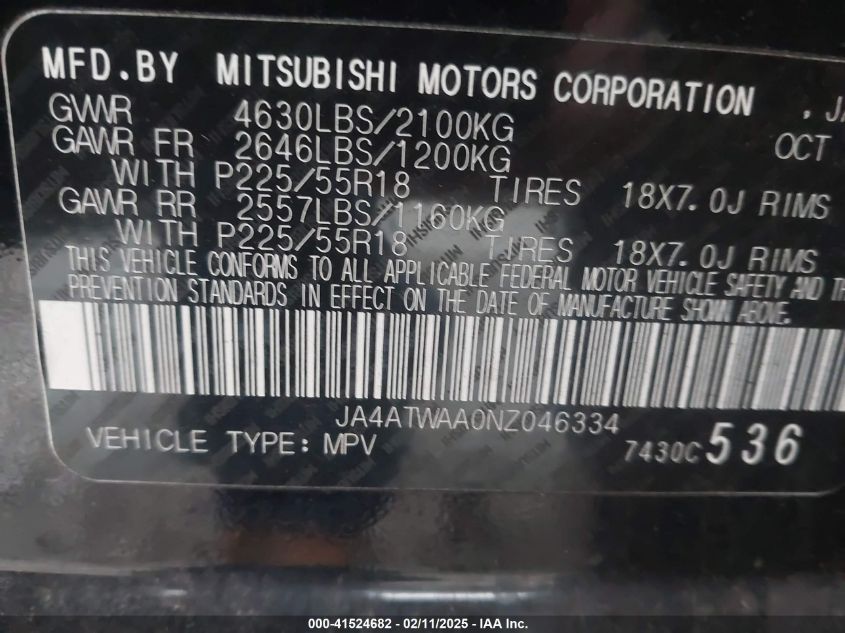 MFD.BY MITSUBISHI MOTORS CORPORATION
GVWR 4630LBS/2100KG OCT
GAWR FR 2646LBS/1200KG
WITH P225/55R18 TIRES 18X7.0J RIMS
GAWR RR 2557LBS/1160KG
WITH P225/55R18 TIRES 18X7.0J RIMS
THIS VEHICLE CONFORMS TO ALL APPLICABLE FEDERAL MOTOR VEHICLE SAFETY AND
PREVENTION STANDARDS IN EFFECT ON THE DATE OF MANUFACTURE SHOWN ABOVE.
JA4ATWAA0NZ046334
VEHICLE TYPE: MPV 7430C 536
000-41524682 - 02/11/2025 - IAA Inc.